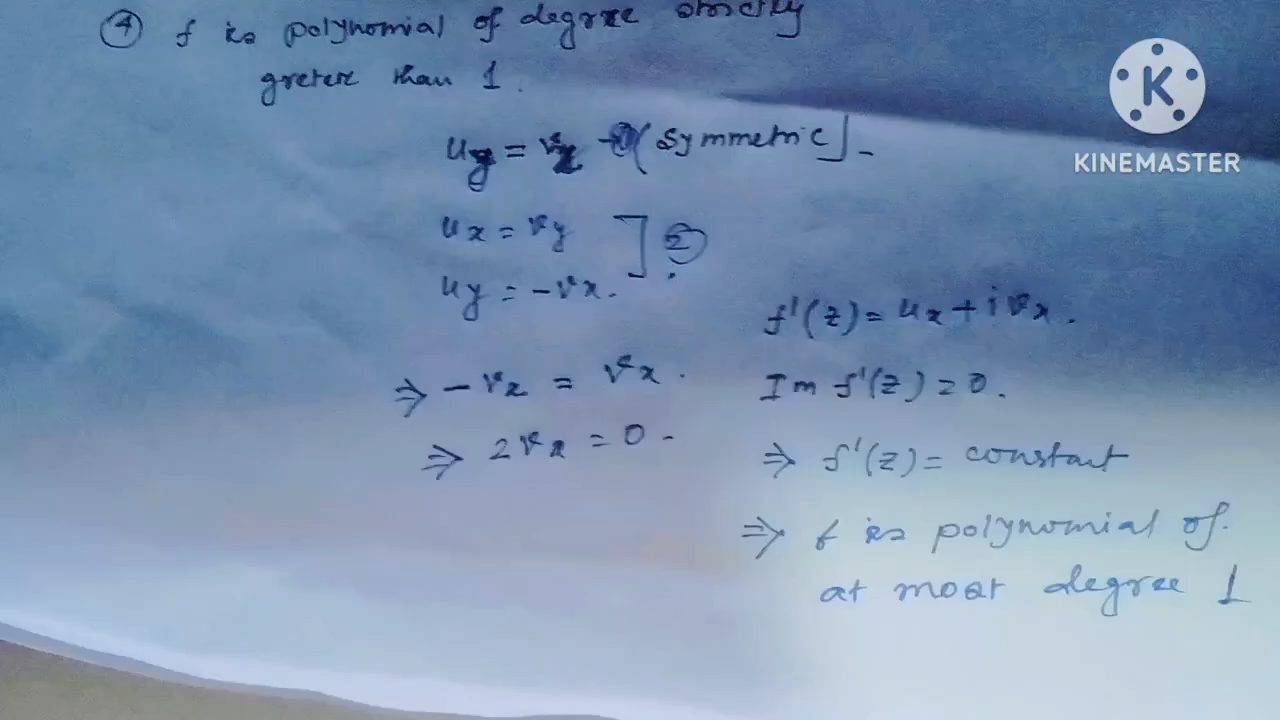 ④ f is polynomial of degree strictly
greter than 1.
uy = vx (symmetric].
ux = vy
uy = -vx. ] ②
f'(z) = ux + i vx.
⇒ -vx = vx.
Im f'(z) = 0.
⇒ 2vx = 0.
⇒ f'(z) = constant
⇒ f is polynomial of
at most degree 1
K
KINEMASTER